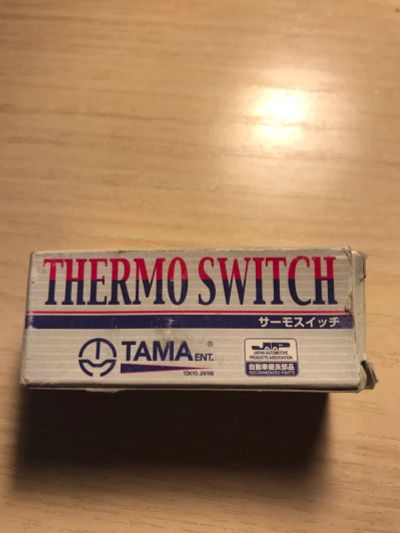 THERMO SWITCH
サーモスイッチ
TAMA ENT.®
TOKYO JAPAN
JAPA
JAPAN AUTOMOTIVE
PRODUCTS ASSOCIATION
自動車優良部品
RECOMMENDED PARTS